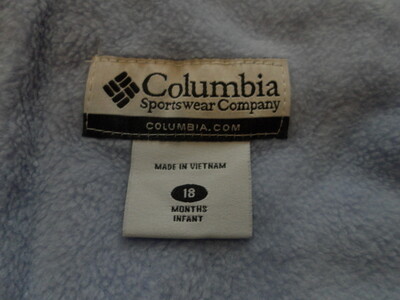 Columbia
Sportswear Company
COLUMBIA.COM
MADE IN VIETNAM
18
MONTHS
INFANT